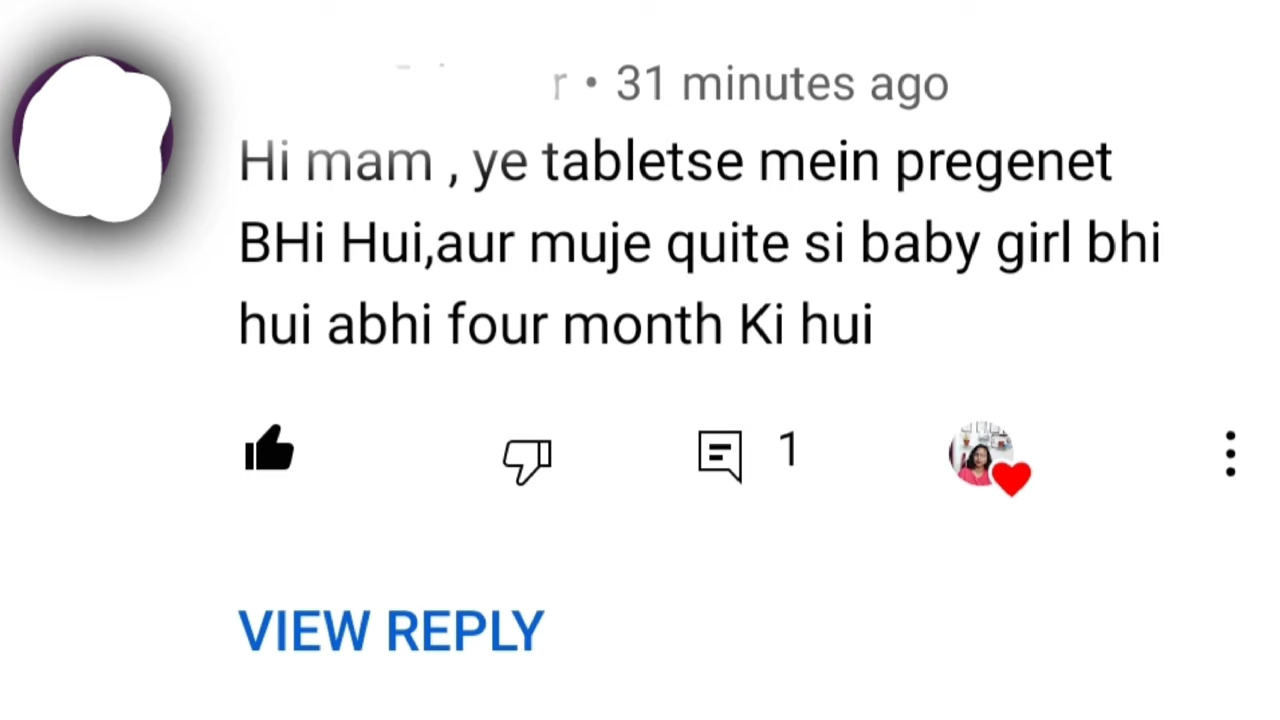 r • 31 minutes ago
Hi mam , ye tabletse mein pregenet
BHi Hui,aur muje quite si baby girl bhi
hui abhi four month Ki hui
1
VIEW REPLY